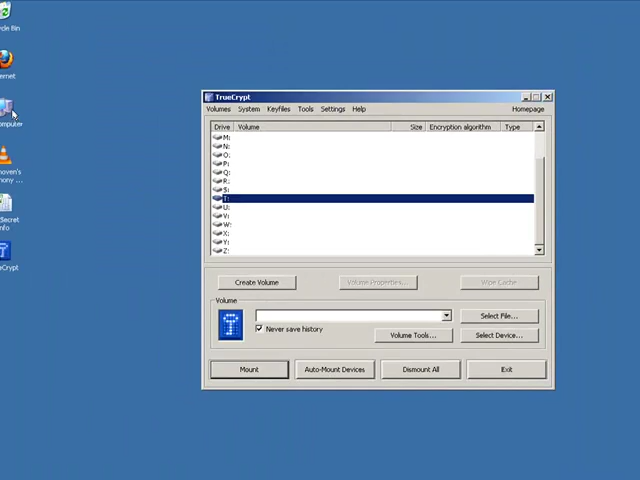 cycle Bin
ernet
omputer
hoven's
hony ...
Secret
nfo
eCrypt
TrueCrypt
Volumes System Keyfiles Tools Settings Help Homepage
Drive Volume Size Encryption algorithm Type
M:
N:
O:
P:
Q:
R:
S:
T:
U:
V:
W:
X:
Y:
Z:
Create Volume Volume Properties... Wipe Cache
Volume
Select File...
Never save history
Volume Tools... Select Device...
Mount Auto-Mount Devices Dismount All Exit